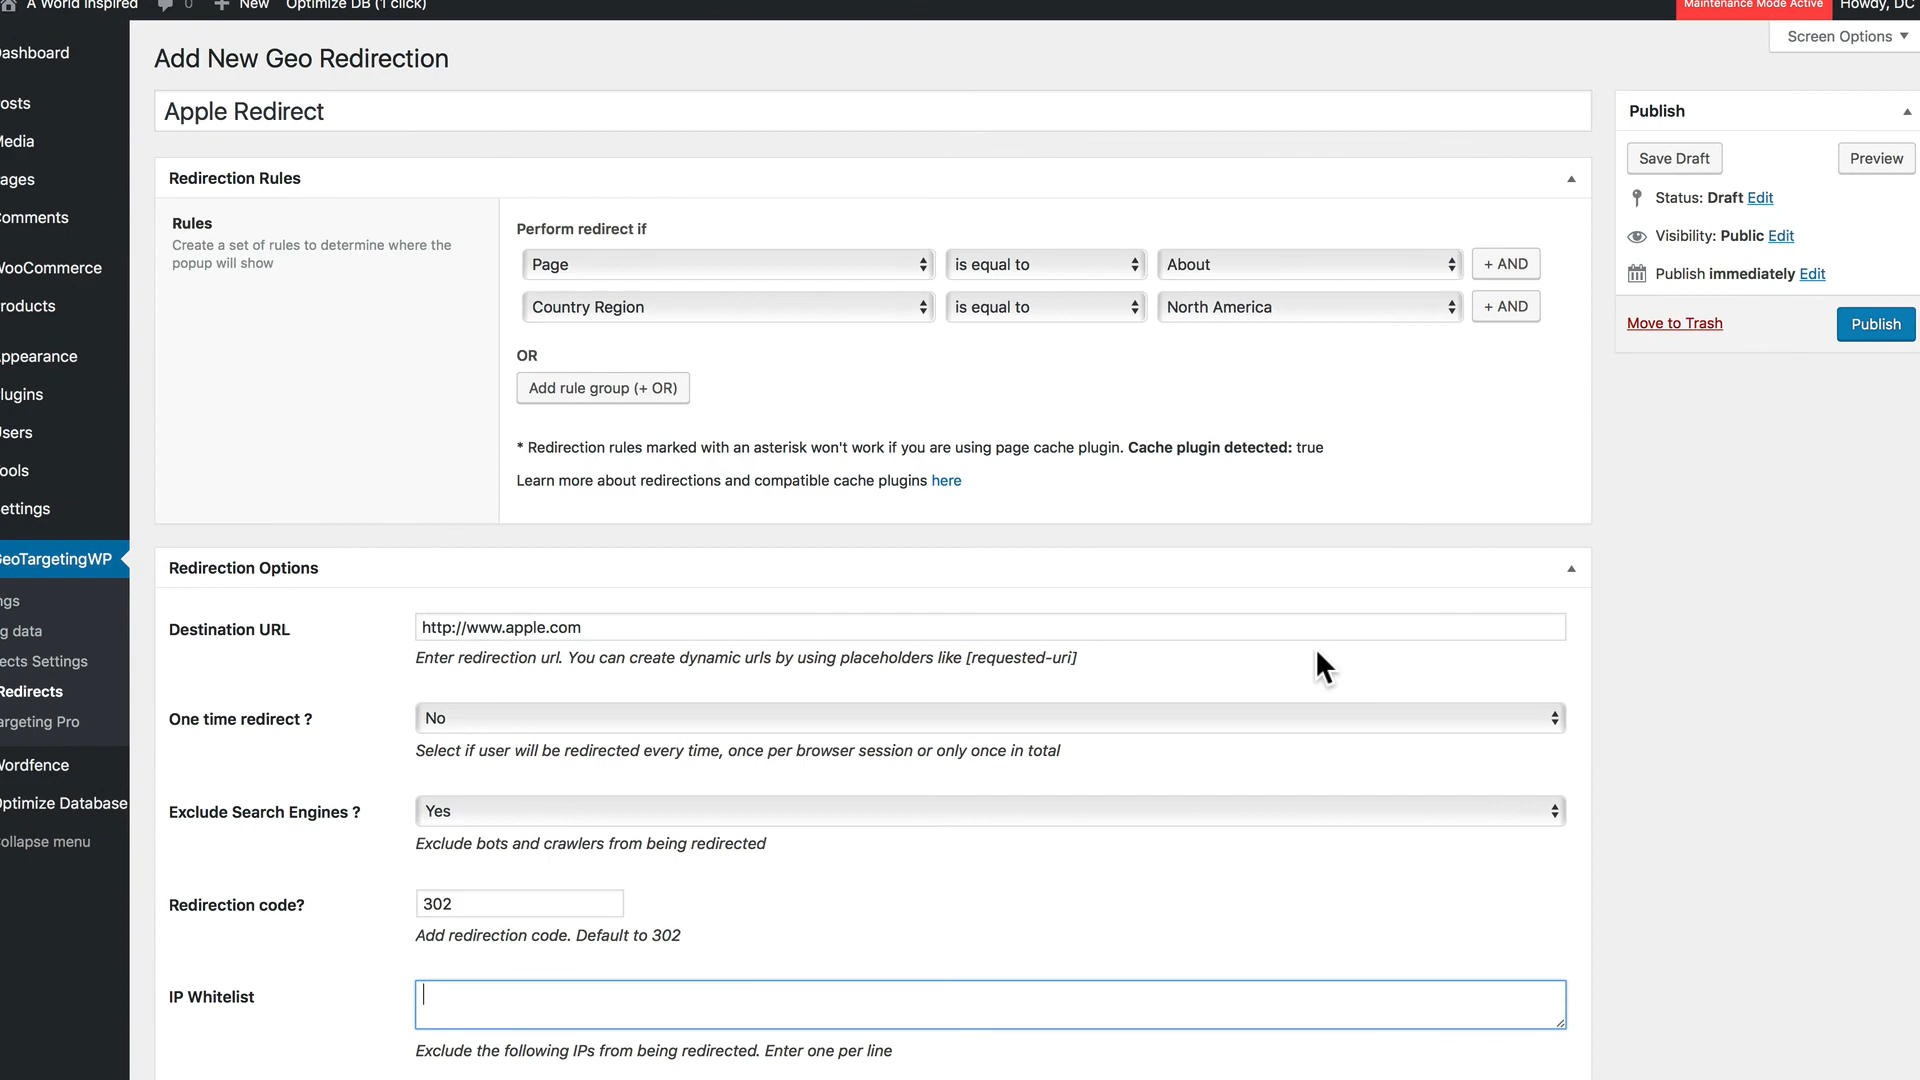 A World Inspired 0 New Optimize DB (1 click) Maintenance Mode Active Howdy, DC
Screen Options
ashboard
osts
Media
ages
omments
WooCommerce
roducts
ppearance
lugins
sers
ools
ettings
GeoTargetingWP
ngs
g data
ects Settings
Redirects
argeting Pro
Wordfence
ptimize Database
ollapse menu
Add New Geo Redirection
Apple Redirect
Redirection Rules
Rules
Create a set of rules to determine where the
popup will show
Perform redirect if
Page is equal to About + AND
Country Region is equal to North America + AND
OR
Add rule group (+ OR)
* Redirection rules marked with an asterisk won't work if you are using page cache plugin. Cache plugin detected: true
Learn more about redirections and compatible cache plugins here
Redirection Options
Destination URL http://www.apple.com
Enter redirection url. You can create dynamic urls by using placeholders like [requested-uri]
One time redirect ? No
Select if user will be redirected every time, once per browser session or only once in total
Exclude Search Engines ? Yes
Exclude bots and crawlers from being redirected
Redirection code? 302
Add redirection code. Default to 302
IP Whitelist
Exclude the following IPs from being redirected. Enter one per line
Publish
Save Draft Preview
Status: Draft Edit
Visibility: Public Edit
Publish immediately Edit
Move to Trash Publish